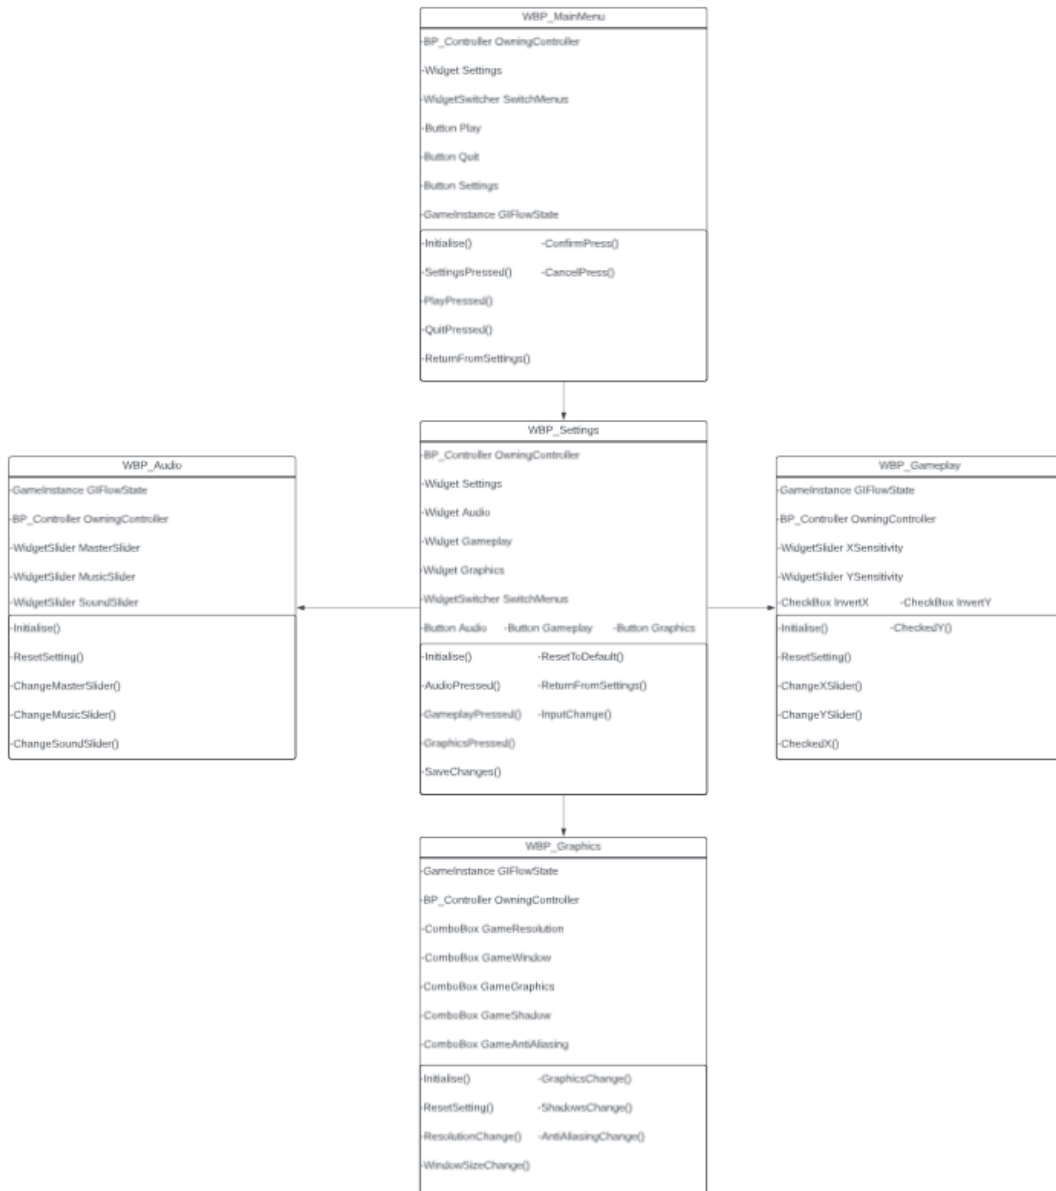 WBP_MainMenu
-BP_Controller OwningController
-Widget Settings
-WidgetSwitcher SwitchMenus
-Button Play
-Button Quit
-Button Settings
-GameInstance GIFlowState
-Initialise() -ConfirmPress()
-SettingsPressed() -CancelPress()
-PlayPressed()
-QuitPressed()
-ReturnFromSettings()
WBP_Audio
-GameInstance GIFlowState
-BP_Controller OwningController
-WidgetSlider MasterSlider
-WidgetSlider MusicSlider
-WidgetSlider SoundSlider
-Initialise()
-ResetSetting()
-ChangeMasterSlider()
-ChangeMusicSlider()
-ChangeSoundSlider()
WBP_Settings
-BP_Controller OwningController
-Widget Settings
-Widget Audio
-Widget Gameplay
-Widget Graphics
-WidgetSwitcher SwitchMenus
-Button Audio -Button Gameplay -Button Graphics
-Initialise() -ResetToDefault()
-AudioPressed() -ReturnFromSettings()
-GameplayPressed() -InputChange()
-GraphicsPressed()
-SaveChanges()
WBP_Gameplay
-GameInstance GIFlowState
-BP_Controller OwningController
-WidgetSlider XSensitivity
-WidgetSlider YSensitivity
-CheckBox InvertX -CheckBox InvertY
-Initialise() -CheckedY()
-ResetSetting()
-ChangeXSlider()
-ChangeYSlider()
-CheckedX()
WBP_Graphics
-GameInstance GIFlowState
-BP_Controller OwningController
-ComboBox GameResolution
-ComboBox GameWindow
-ComboBox GameGraphics
-ComboBox GameShadow
-ComboBox GameAntiAliasing
-Initialise() -GraphicsChange()
-ResetSetting() -ShadowsChange()
-ResolutionChange() -AntiAliasingChange()
-WindowSizeChange()